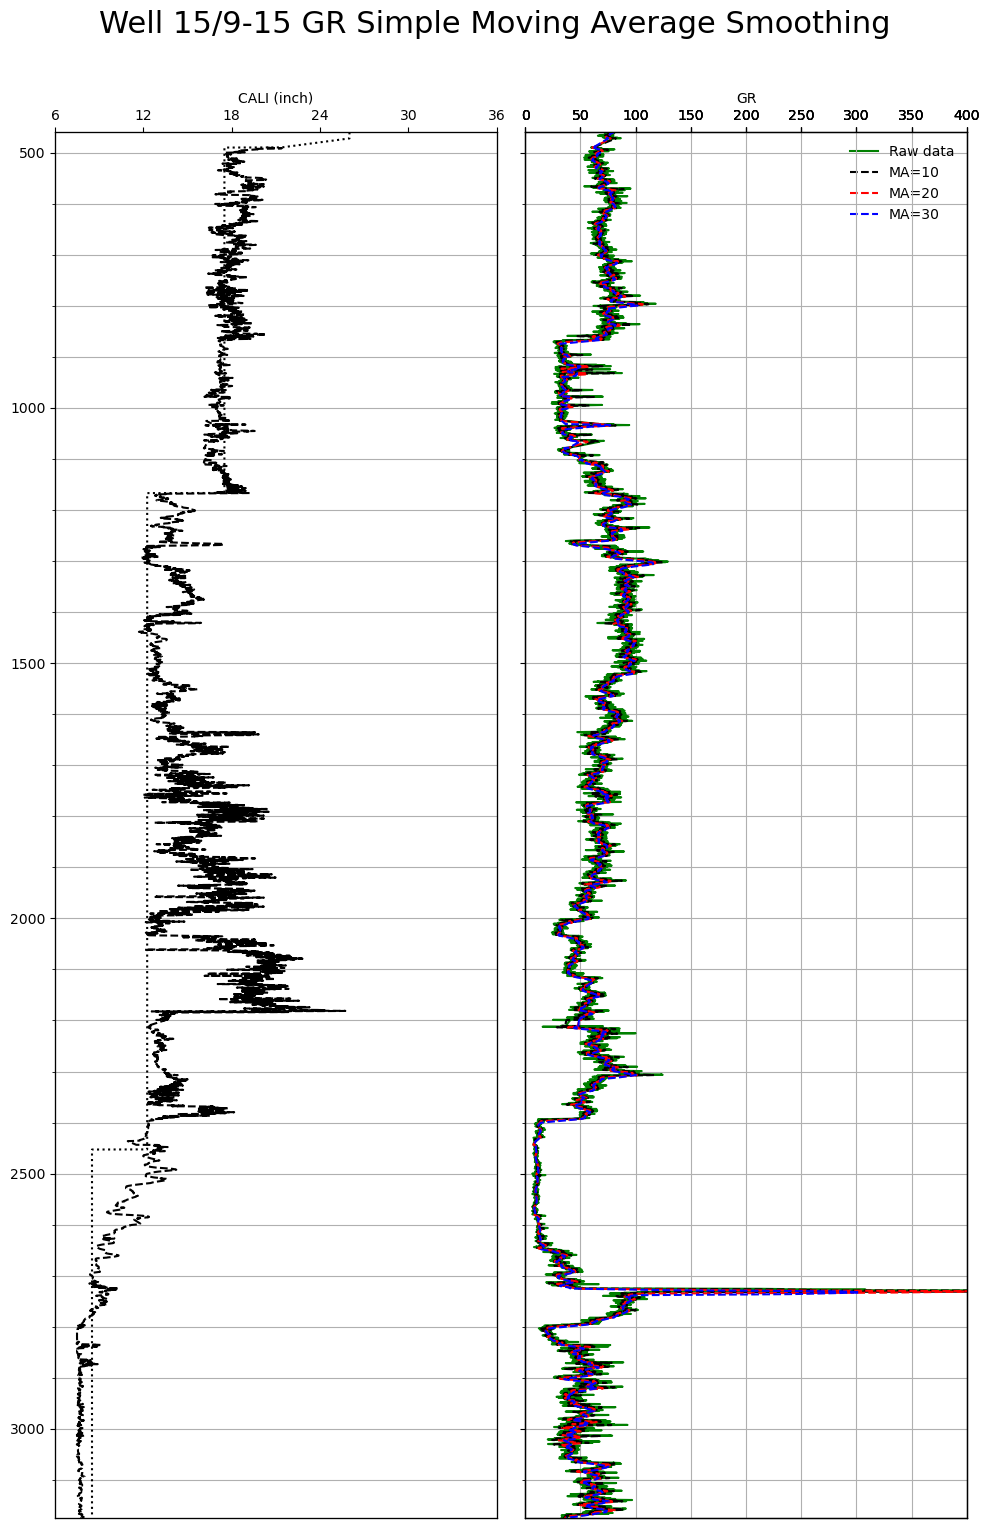 Well 15/9-15 GR Simple Moving Average Smoothing
CALI (inch)
6 12 18 24 30 36
GR
0 50 100 150 200 250 300 350 400
Raw data
MA=10
MA=20
MA=30
500
1000
1500
2000
2500
3000